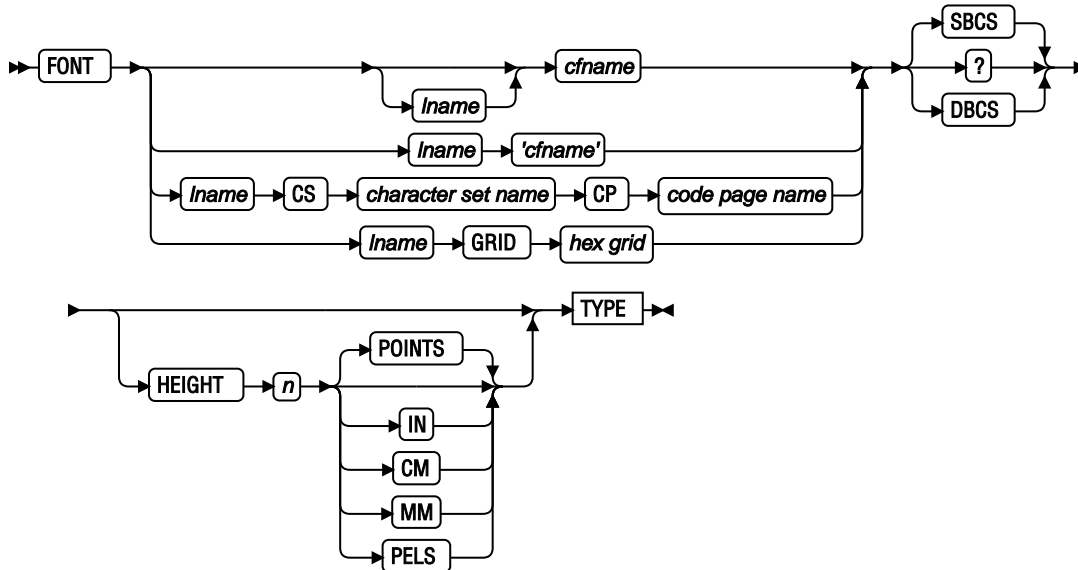 SBCS
FONT cfname ?
lname DBCS
lname 'cfname'
lname CS character set name CP code page name
lname GRID hex grid
TYPE
POINTS
HEIGHT n
IN
CM
MM
PELS